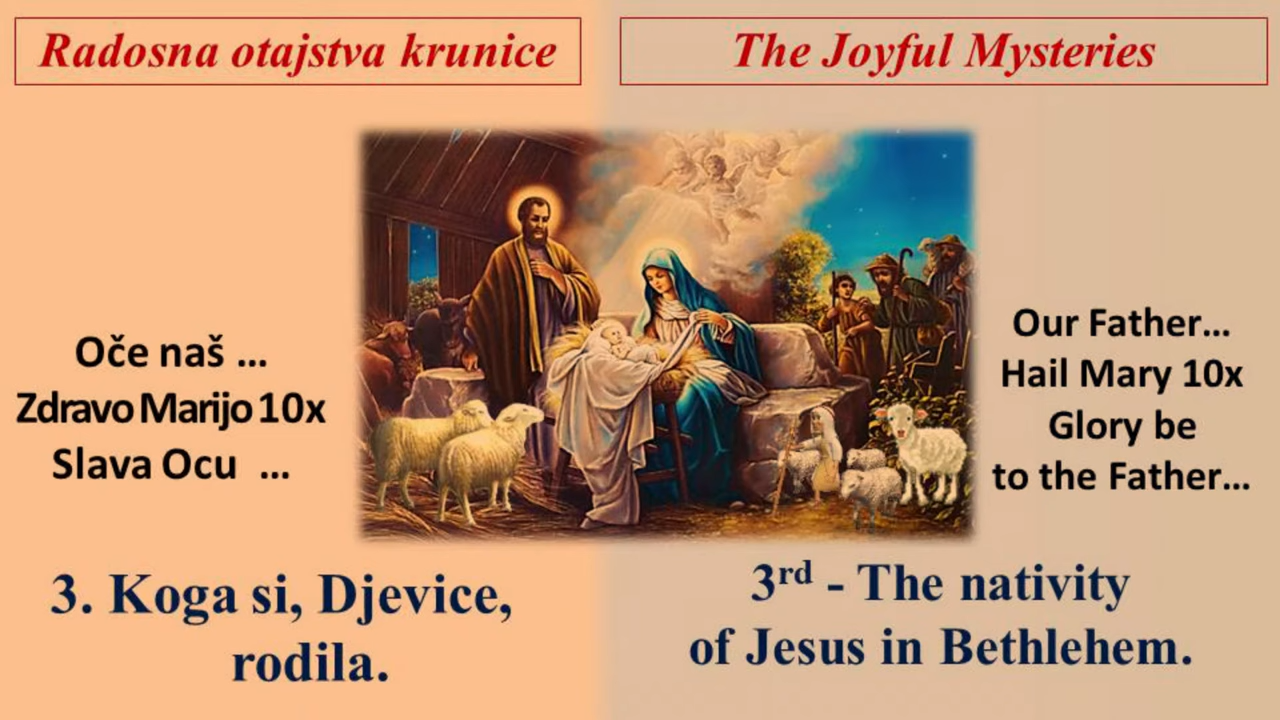 Radosna otajstva krunice
Oče naš ...
Zdravo Marijo 10x
Slava Ocu ...
3. Koga si, Djevice,
rodila.
The Joyful Mysteries
Our Father...
Hail Mary 10x
Glory be
to the Father...
3rd - The nativity
of Jesus in Bethlehem.